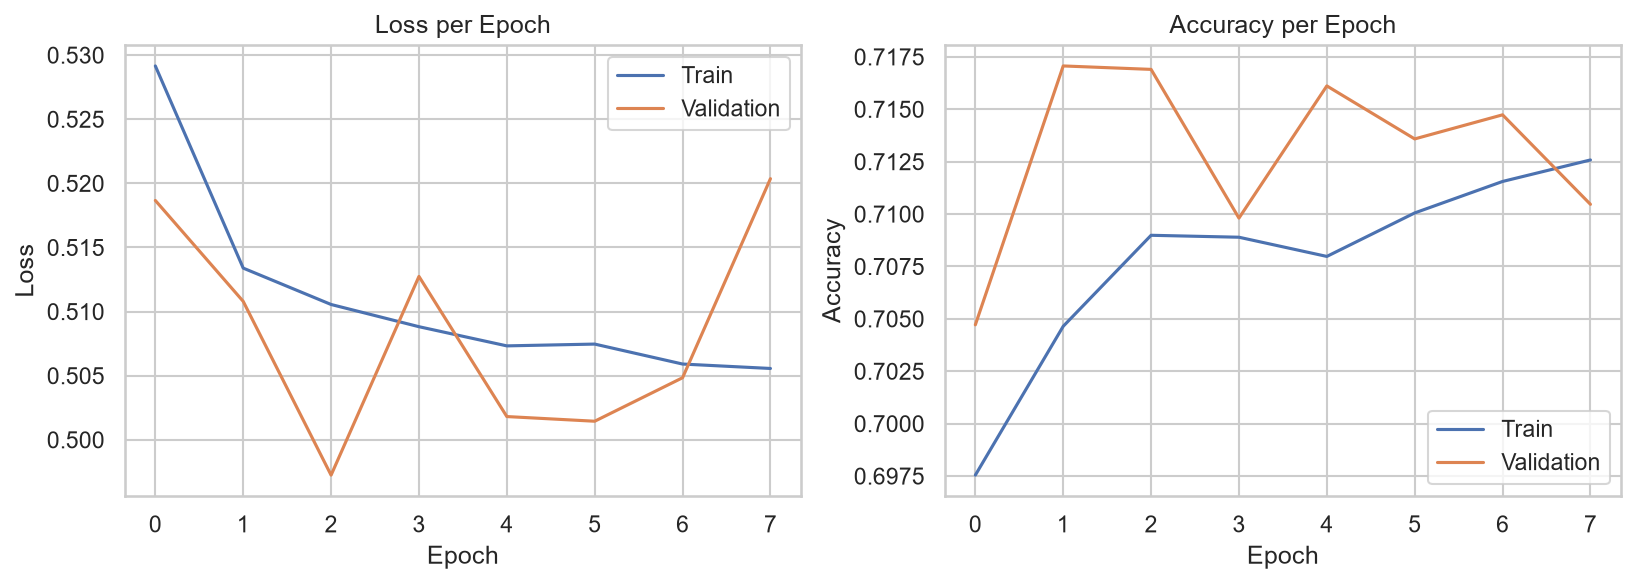 Loss per Epoch
0.530
0.525
0.520
0.515
0.510
0.505
0.500
Loss
Train
Validation
0 1 2 3 4 5 6 7
Epoch
Accuracy per Epoch
0.7175
0.7150
0.7125
0.7100
0.7075
0.7050
0.7025
0.7000
0.6975
Accuracy
Train
Validation
0 1 2 3 4 5 6 7
Epoch